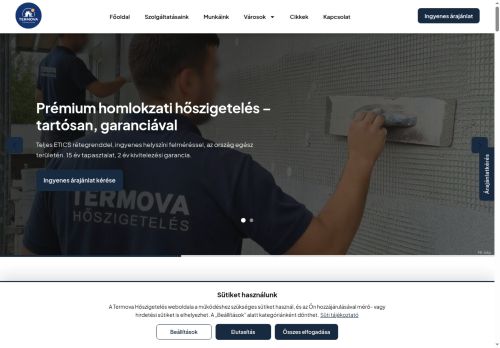 TERMOVA
Főoldal
Szolgáltatásaink
Munkáink
Városok
Cikkek
Kapcsolat
Ingyenes árajánlat
Prémium homlokzati hőszigetelés –
tartósan, garanciával
Teljes ETICS rétegrenddel, ingyenes helyszíni felméréssel, az ország egész
területén. 15 év tapasztalat, 2 év kivitelezési garancia.
Ingyenes árajánlat kérése
Árajánlatkérés
TERMOVA
HŐSZIGETELÉS
Sütiket használunk
A Termova Hőszigetelés weboldala a működéshez szükséges sütiket használ, és az Ön hozzájárulásával mérő- vagy
hirdetési sütiket is elhelyezhet. A „Beállítások" alatt kategóriánként dönthet. Süti tájékoztató
Beállítások
Elutasítás
Összes elfogadása